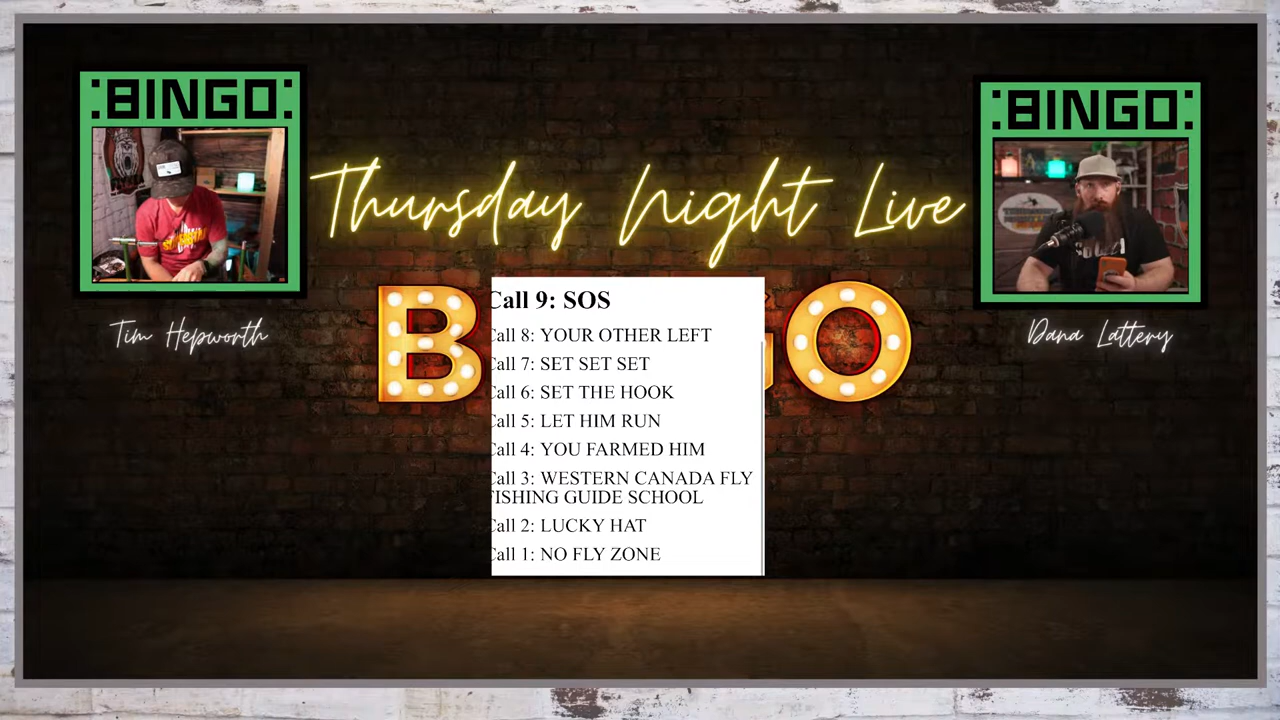 :BINGO:
:BINGO:
Thursday Night Live
B
O
Call 9: SOS
Call 8: YOUR OTHER LEFT
Call 7: SET SET SET
Call 6: SET THE HOOK
Call 5: LET HIM RUN
Call 4: YOU FARMED HIM
Call 3: WESTERN CANADA FLY
FISHING GUIDE SCHOOL
Call 2: LUCKY HAT
Call 1: NO FLY ZONE
Tim Hepworth
Dana Lattery